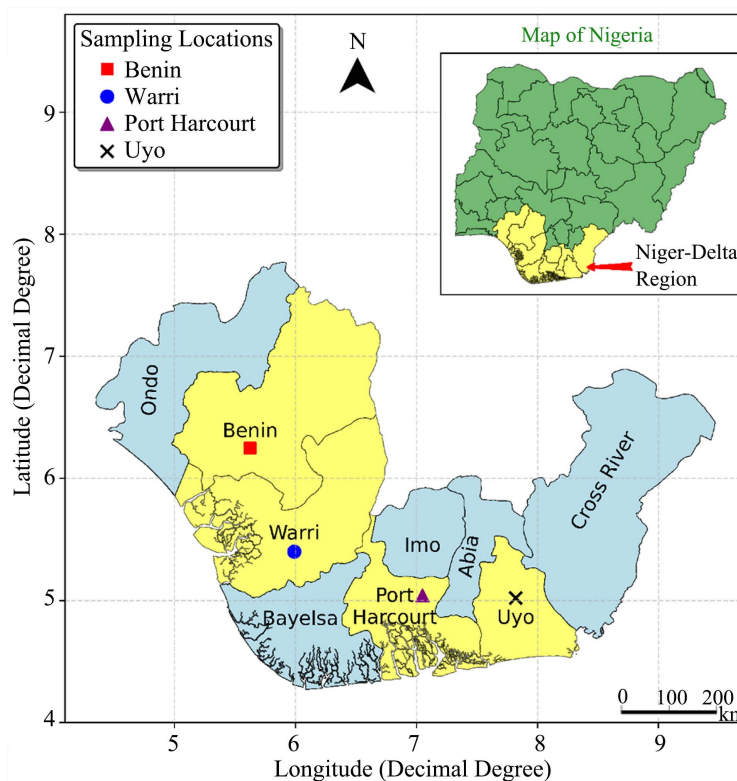 Sampling Locations
Benin
Warri
Port Harcourt
Uyo
N
Map of Nigeria
Niger-Delta
Region
9
8
7
6
5
4
Latitude (Decimal Degree)
Ondo
Benin
Warri
Imo
Abia
Cross River
Bayelsa
Port
Harcourt
Uyo
0 100 200
km
5 6 7 8 9
Longitude (Decimal Degree)